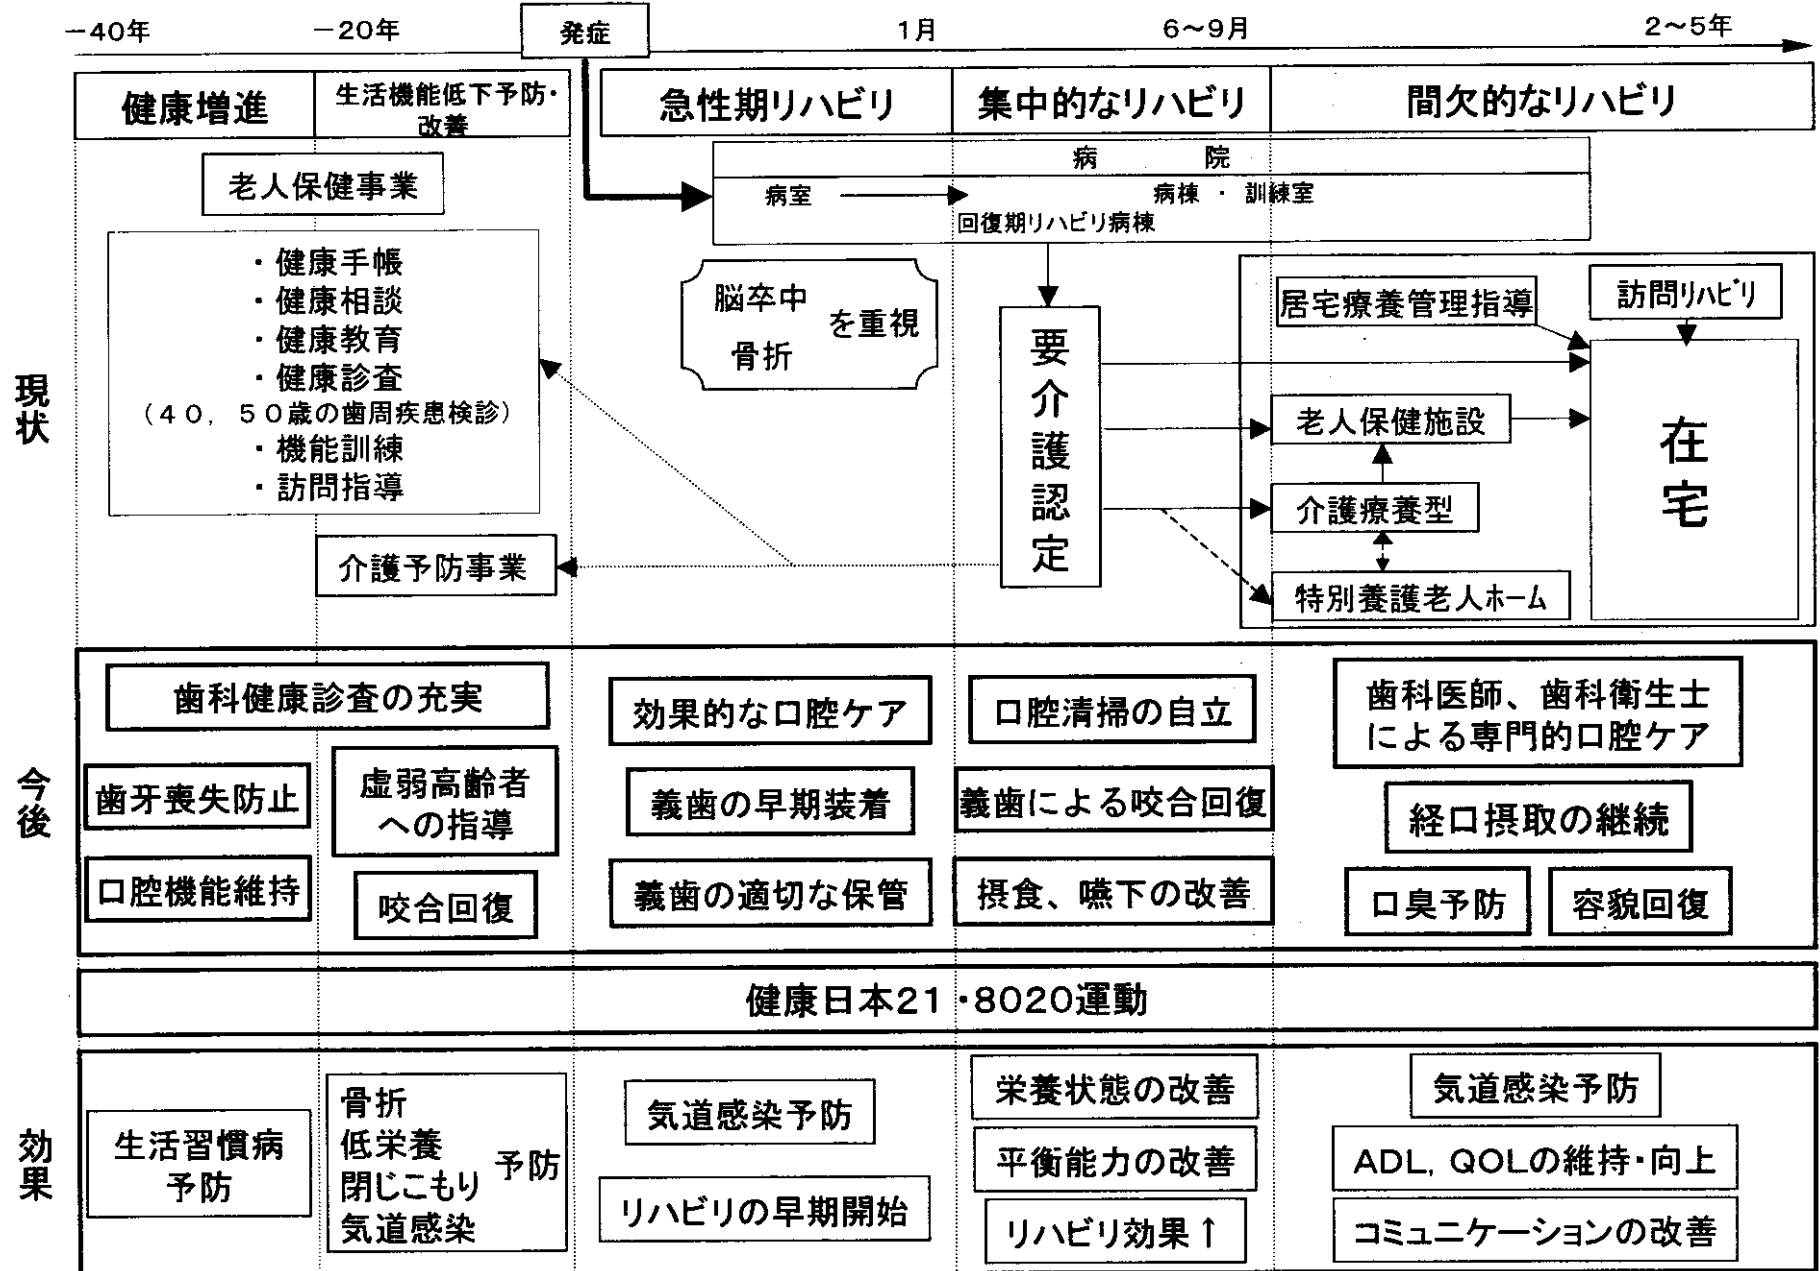 －40年　－20年　発症　1月　6～9月　2～5年
健康増進
生活機能低下予防・
改善
急性期リハビリ
集中的なリハビリ
間欠的なリハビリ
現状
老人保健事業
・健康手帳
・健康相談
・健康教育
・健康診査
（４０，５０歳の歯周疾患検診）
・機能訓練
・訪問指導
介護予防事業
病　院
病室
病棟・訓練室
回復期リハビリ病棟
脳卒中
骨折
を重視
要介護認定
居宅療養管理指導
訪問リハビリ
老人保健施設
介護療養型
特別養護老人ホーム
在宅
今後
歯科健康診査の充実
歯牙喪失防止
口腔機能維持
虚弱高齢者
への指導
咬合回復
効果的な口腔ケア
義歯の早期装着
義歯の適切な保管
口腔清掃の自立
義歯による咬合回復
摂食、嚥下の改善
歯科医師、歯科衛生士
による専門的口腔ケア
経口摂取の継続
口臭予防
容貌回復
健康日本21・8020運動
効果
生活習慣病
予防
骨折
低栄養
閉じこもり
気道感染
予防
気道感染予防
リハビリの早期開始
栄養状態の改善
平衡能力の改善
リハビリ効果↑
気道感染予防
ADL, QOLの維持・向上
コミュニケーションの改善